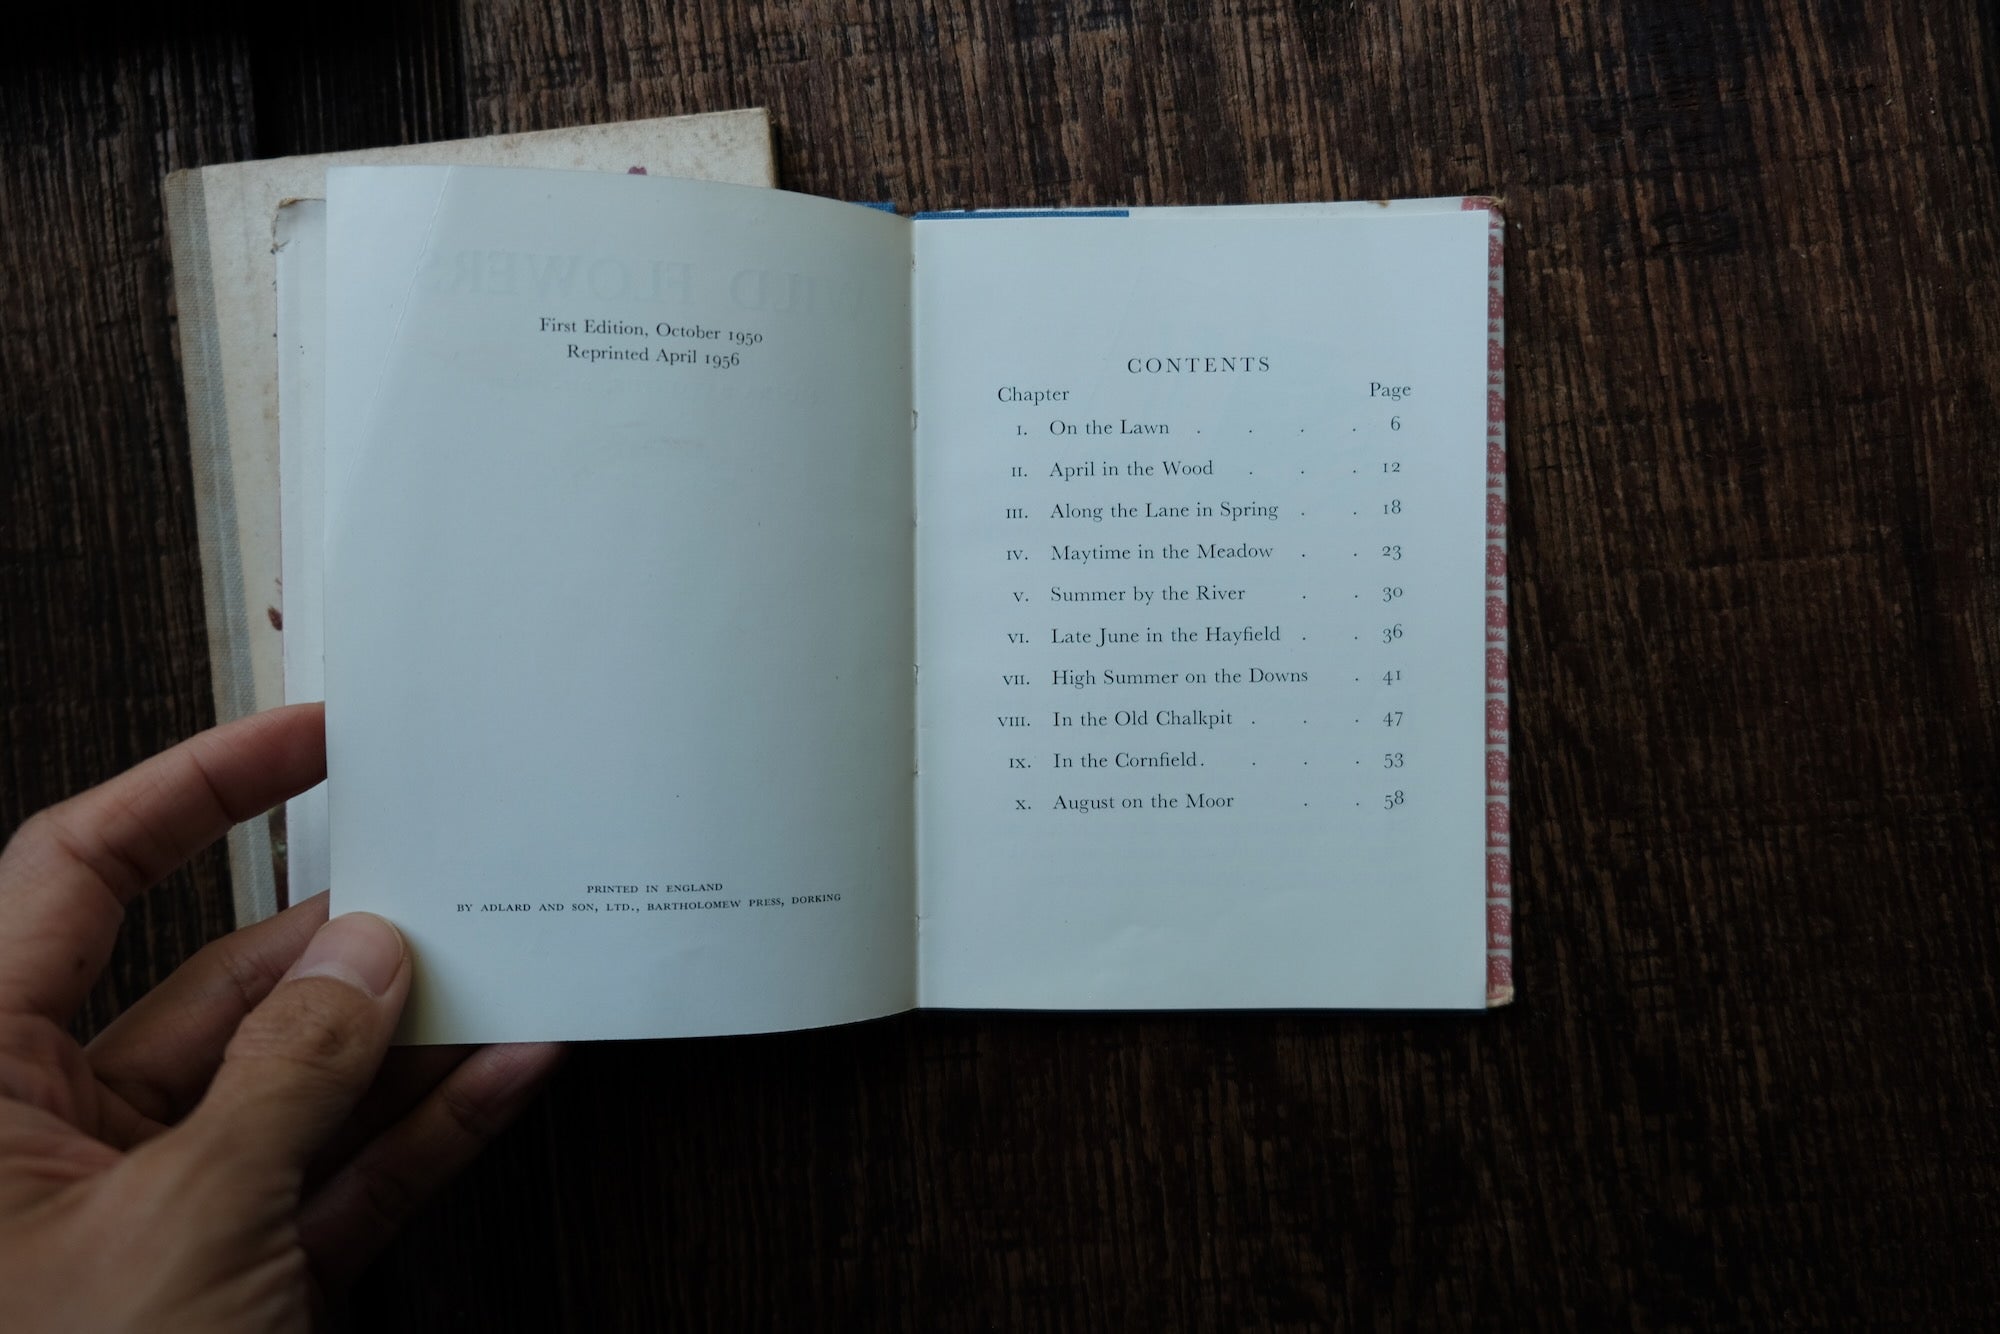 WILD FLOWERS
First Edition, October 1950
Reprinted April 1956
PRINTED IN ENGLAND
BY ADLARD AND SON, LTD., BARTHOLOMEW PRESS, DORKING
CONTENTS
Chapter Page
I. On the Lawn . . . . 6
II. April in the Wood . . . 12
III. Along the Lane in Spring . . 18
IV. Maytime in the Meadow . . 23
V. Summer by the River . . 30
VI. Late June in the Hayfield . . 36
VII. High Summer on the Downs . 41
VIII. In the Old Chalkpit . . . 47
IX. In the Cornfield . . . . 53
X. August on the Moor . . 58